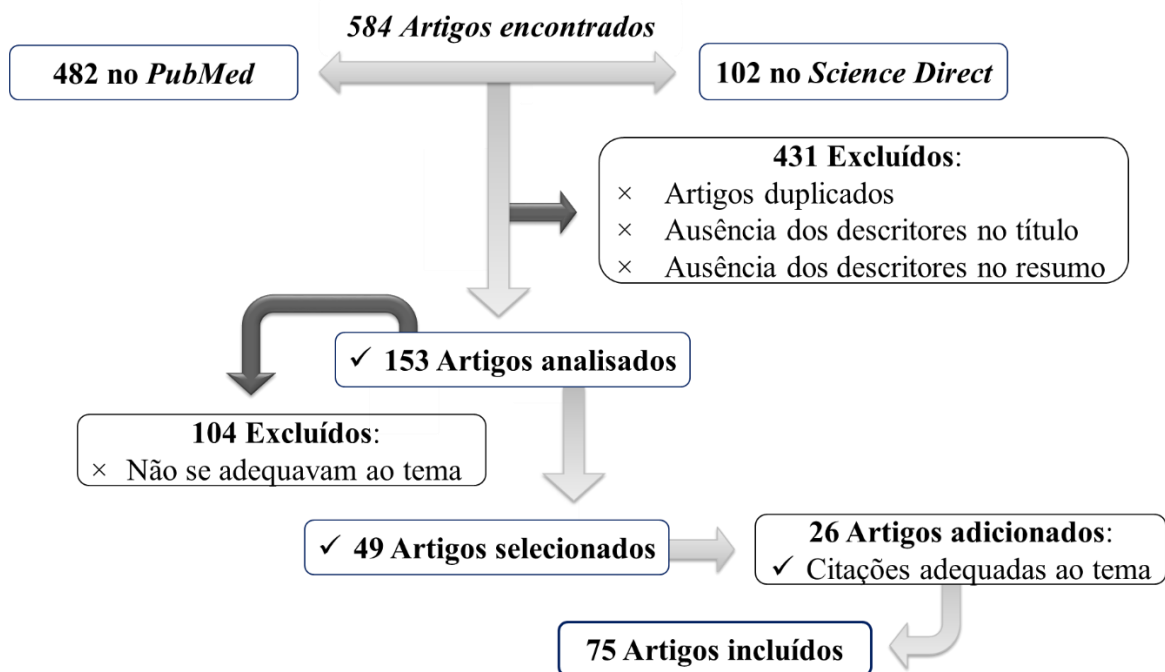 584 Artigos encontrados
482 no PubMed
102 no Science Direct
431 Excluídos:
× Artigos duplicados
× Ausência dos descritores no título
× Ausência dos descritores no resumo
✓ 153 Artigos analisados
104 Excluídos:
× Não se adequavam ao tema
✓ 49 Artigos selecionados
26 Artigos adicionados:
✓ Citações adequadas ao tema
75 Artigos incluídos